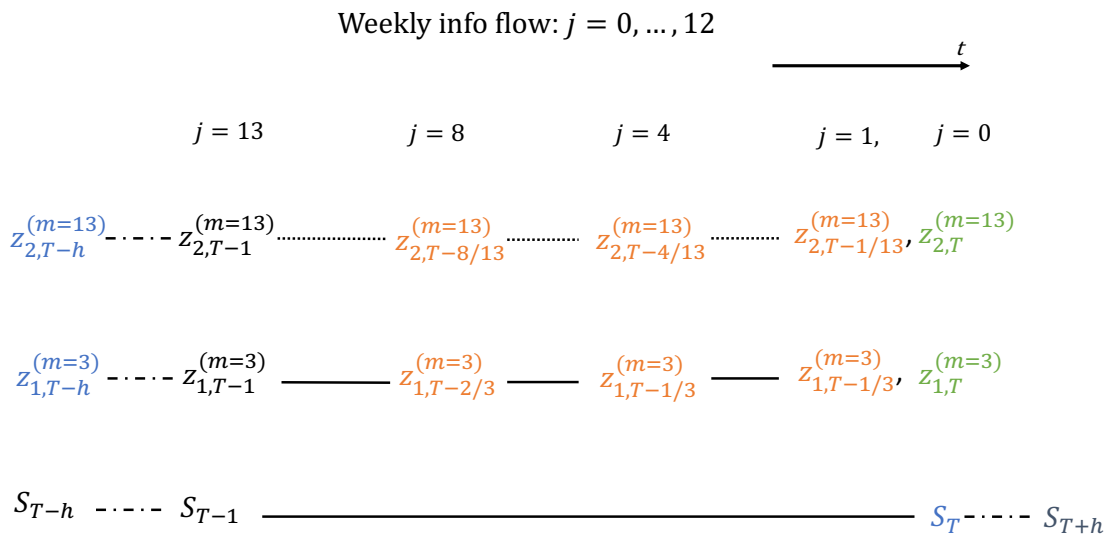 Weekly info flow: j = 0, … , 12
t
j = 13 j = 8 j = 4 j = 1, j = 0
z_{2,T−h}^{(m=13)} z_{2,T−1}^{(m=13)} z_{2,T−8/13}^{(m=13)} z_{2,T−4/13}^{(m=13)} z_{2,T−1/13}^{(m=13)}, z_{2,T}^{(m=13)}
z_{1,T−h}^{(m=3)} z_{1,T−1}^{(m=3)} z_{1,T−2/3}^{(m=3)} z_{1,T−1/3}^{(m=3)} z_{1,T−1/3}^{(m=3)}, z_{1,T}^{(m=3)}
S_{T−h} S_{T−1} S_T S_{T+h}